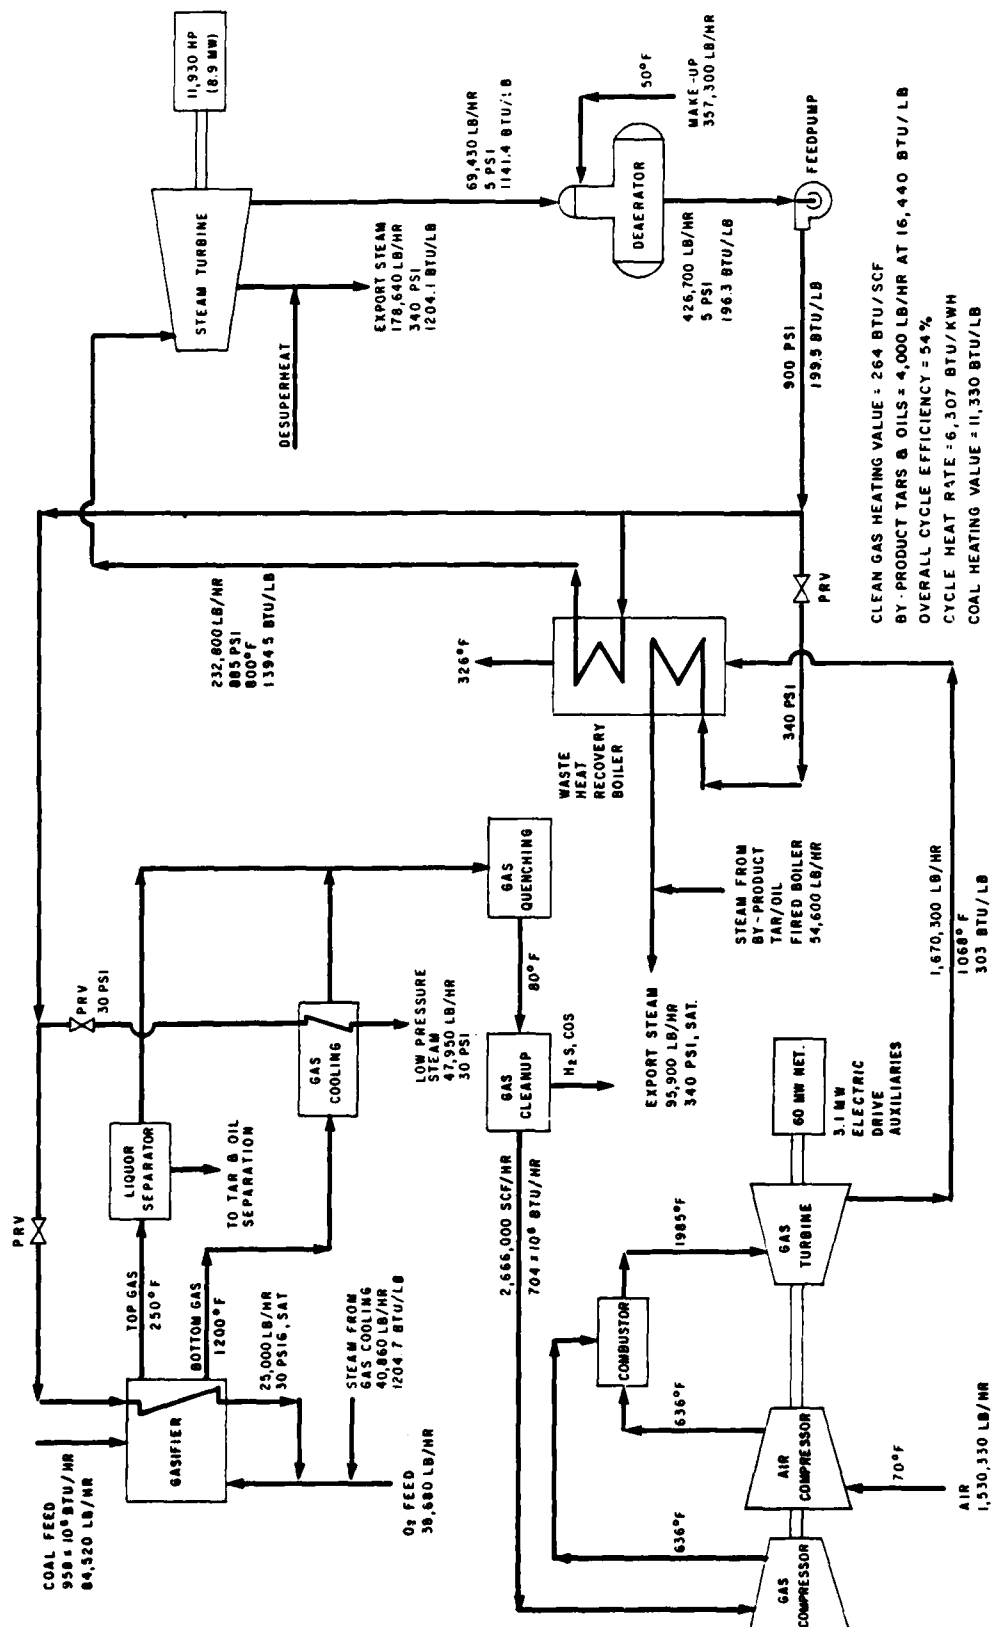 COAL FEED
958 x 10⁶ BTU/HR
84,520 LB/HR
PRV
GASIFIER
TOP GAS
250°F
BOTTOM GAS
1200°F
25,000 LB/HR
30 PSIG, SAT
STEAM FROM
GAS COOLING
40,860 LB/HR
1204.7 BTU/LB
O₂ FEED
38,680 LB/HR
LIQUOR
SEPARATOR
TO TAR & OIL
SEPARATION
PRV
30 PSI
GAS
COOLING
LOW PRESSURE
STEAM
47,950 LB/HR
30 PSI
GAS
QUENCHING
80°F
GAS
CLEANUP
H₂S, COS
2,666,000 SCF/HR
704 x 10⁶ BTU/HR
GAS
COMPRESSOR
636°F
AIR
COMPRESSOR
636°F
70°F
AIR
1,530,330 LB/HR
COMBUSTOR
1985°F
GAS
TURBINE
60 MW NET.
3.1 MW
ELECTRIC
DRIVE
AUXILIARIES
1,670,300 LB/HR
1068° F
303 BTU/LB
EXPORT STEAM
95,900 LB/HR
340 PSI, SAT.
STEAM FROM
BY-PRODUCT
TAR/OIL
FIRED BOILER
54,600 LB/HR
WASTE
HEAT
RECOVERY
BOILER
326°F
340 PSI
PRV
232,800 LB/HR
885 PSI
800°F
1394.5 BTU/LB
STEAM TURBINE
11,930 HP
(8.9 MW)
DESUPERHEAT
EXPORT STEAM
178,640 LB/HR
340 PSI
1204.1 BTU/LB
69,430 LB/HR
5 PSI
1141.4 BTU/LB
DEAERATOR
50°F
MAKE-UP
357,300 LB/HR
426,700 LB/HR
5 PSI
196.3 BTU/LB
FEEDPUMP
900 PSI
199.5 BTU/LB
CLEAN GAS HEATING VALUE = 264 BTU/SCF
BY-PRODUCT TARS & OILS = 4,000 LB/HR AT 16,440 BTU/LB
OVERALL CYCLE EFFICIENCY = 54%
CYCLE HEAT RATE = 6,307 BTU/KWH
COAL HEATING VALUE = 11,330 BTU/LB